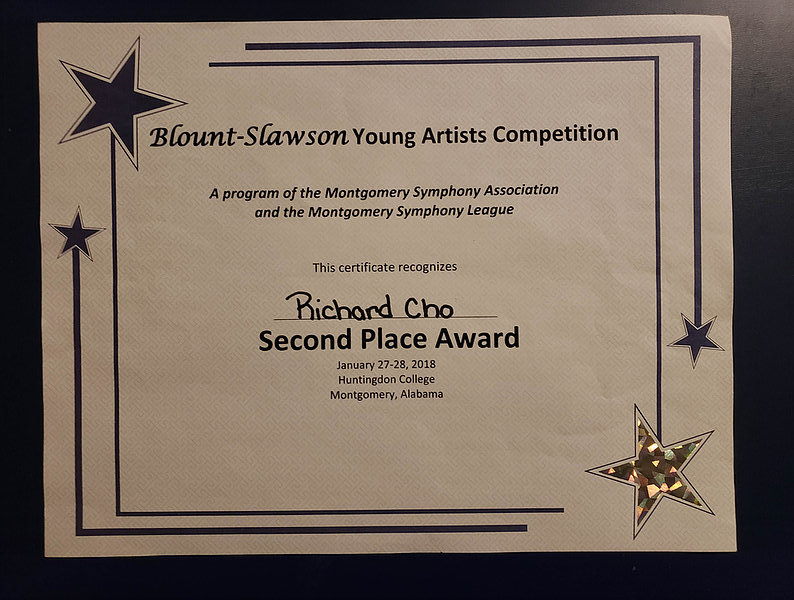 Blount-Slawson Young Artists Competition
A program of the Montgomery Symphony Association
and the Montgomery Symphony League
This certificate recognizes
Richard Cho
Second Place Award
January 27-28, 2018
Huntingdon College
Montgomery, Alabama